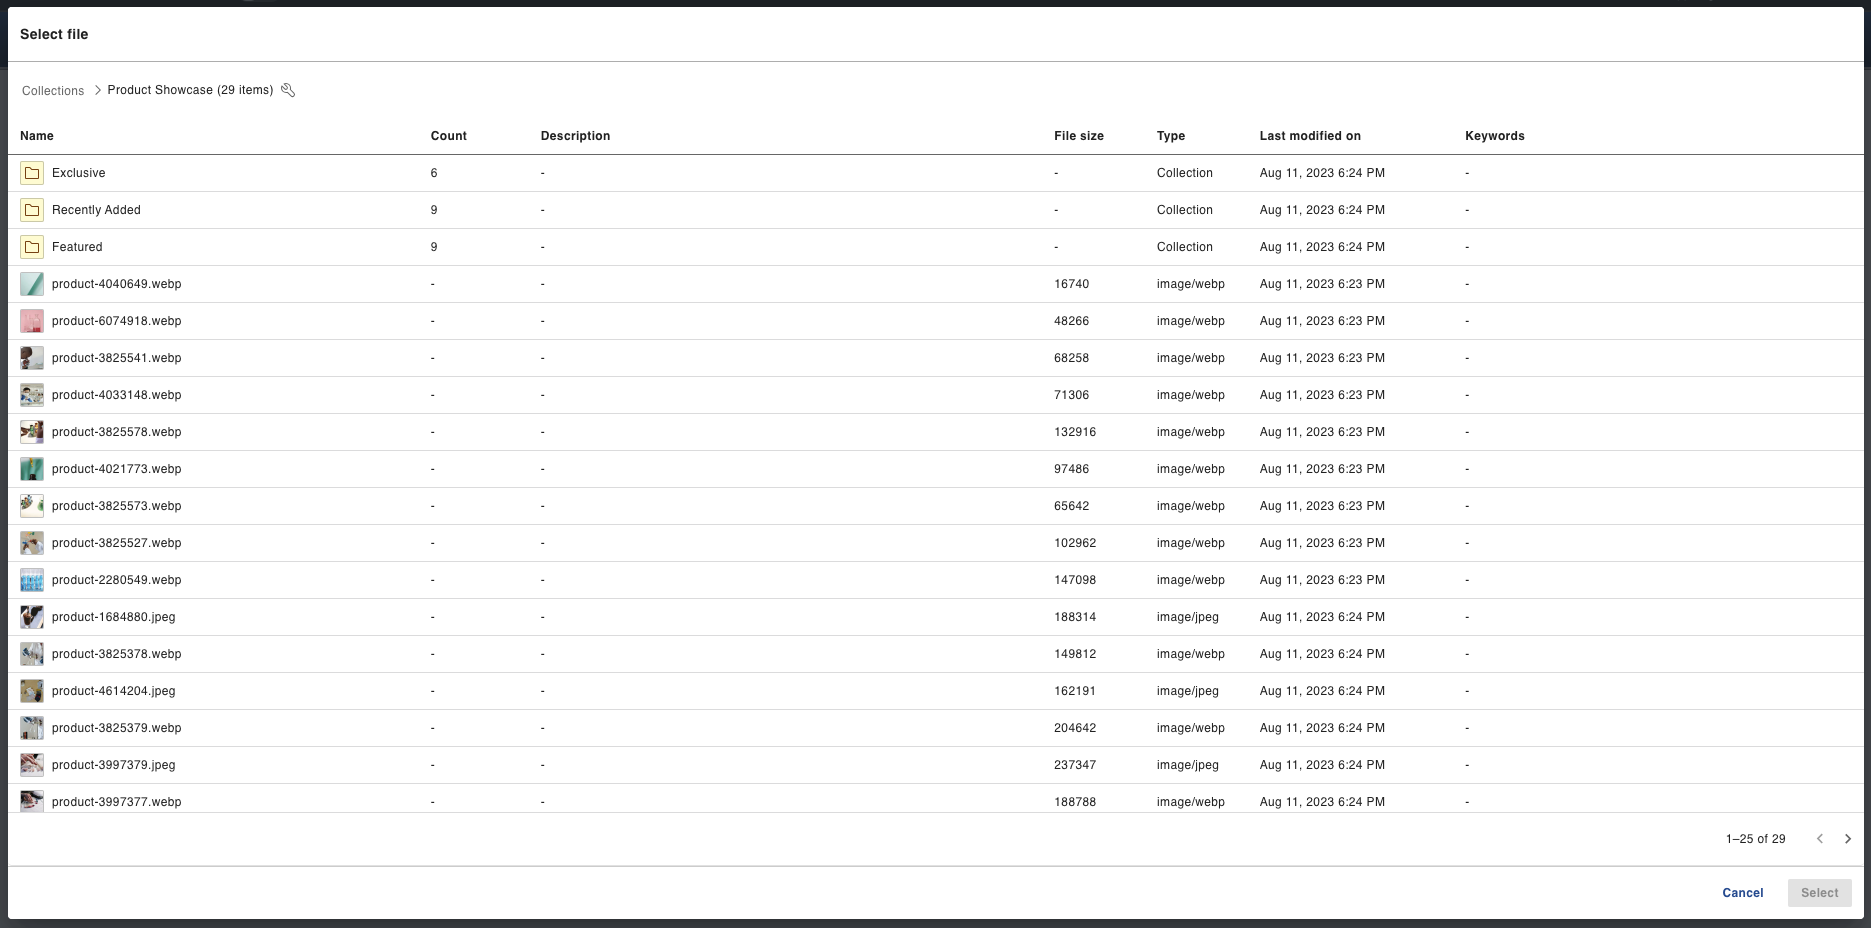 Select file
Collections > Product Showcase (29 items)
Name Count Description File size Type Last modified on Keywords
Exclusive 6 - - Collection Aug 11, 2023 6:24 PM -
Recently Added 9 - - Collection Aug 11, 2023 6:24 PM -
Featured 9 - - Collection Aug 11, 2023 6:24 PM -
product-4040649.webp - - 16740 image/webp Aug 11, 2023 6:23 PM -
product-6074918.webp - - 48266 image/webp Aug 11, 2023 6:23 PM -
product-3825541.webp - - 68258 image/webp Aug 11, 2023 6:23 PM -
product-4033148.webp - - 71306 image/webp Aug 11, 2023 6:23 PM -
product-3825578.webp - - 132916 image/webp Aug 11, 2023 6:23 PM -
product-4021773.webp - - 97486 image/webp Aug 11, 2023 6:23 PM -
product-3825573.webp - - 65642 image/webp Aug 11, 2023 6:23 PM -
product-3825527.webp - - 102962 image/webp Aug 11, 2023 6:23 PM -
product-2280549.webp - - 147098 image/webp Aug 11, 2023 6:23 PM -
product-1684880.jpeg - - 188314 image/jpeg Aug 11, 2023 6:24 PM -
product-3825378.webp - - 149812 image/webp Aug 11, 2023 6:24 PM -
product-4614204.jpeg - - 162191 image/jpeg Aug 11, 2023 6:24 PM -
product-3825379.webp - - 204642 image/webp Aug 11, 2023 6:24 PM -
product-3997379.jpeg - - 237347 image/jpeg Aug 11, 2023 6:24 PM -
product-3997377.webp - - 188788 image/webp Aug 11, 2023 6:24 PM -
1–25 of 29
Cancel Select